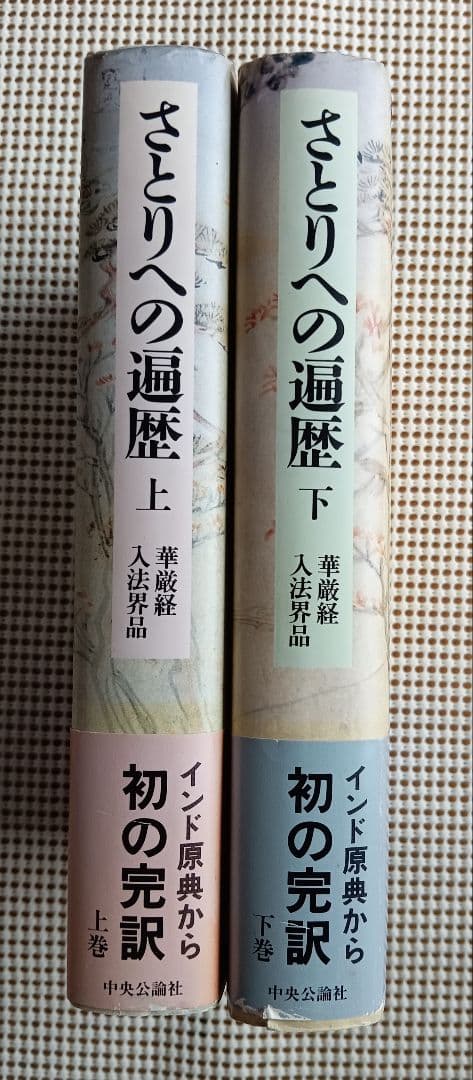 さとりへの遍歴 上
華厳経
入法界品
インド原典から
初の完訳
上巻
中央公論社
さとりへの遍歴 下
華厳経
入法界品
インド原典から
初の完訳
下巻
中央公論社